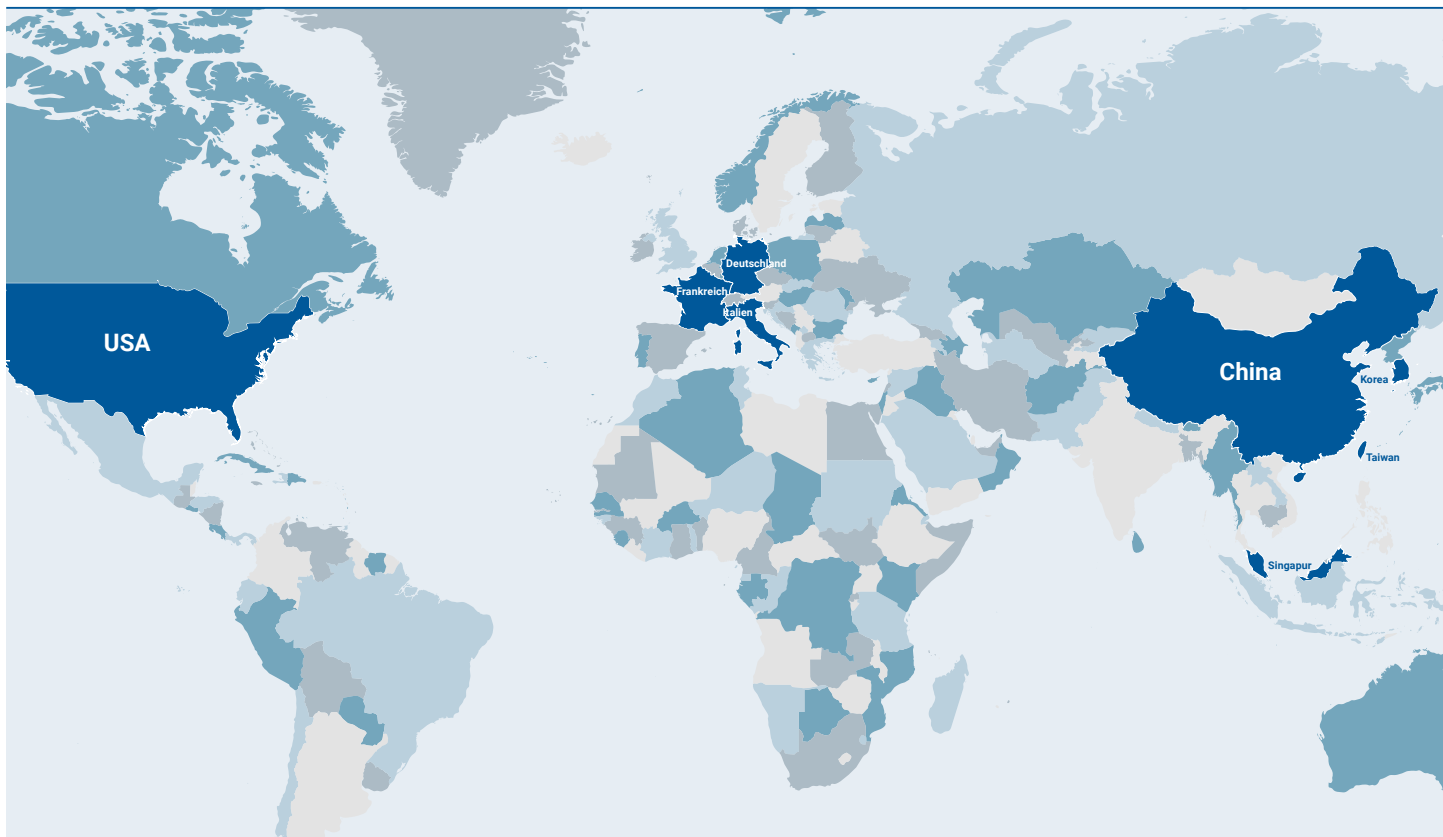 Deutschland
Frankreich
Italien
USA
China
Korea
Taiwan
Singapur